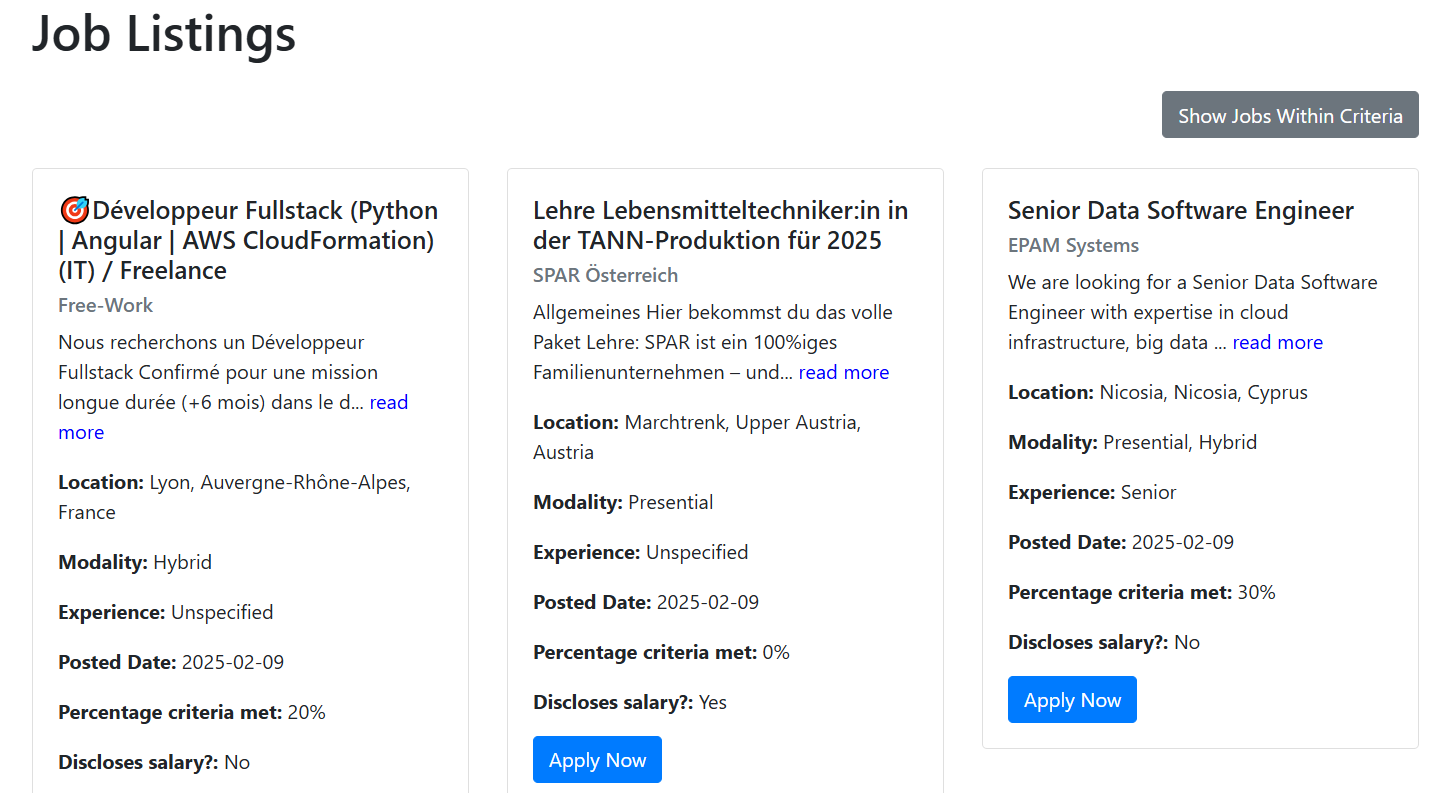 Job Listings
Show Jobs Within Criteria
🎯Développeur Fullstack (Python
| Angular | AWS CloudFormation)
(IT) / Freelance
Free-Work
Nous recherchons un Développeur
Fullstack Confirmé pour une mission
longue durée (+6 mois) dans le d... read
more
Location: Lyon, Auvergne-Rhône-Alpes,
France
Modality: Hybrid
Experience: Unspecified
Posted Date: 2025-02-09
Percentage criteria met: 20%
Discloses salary?: No
Lehre Lebensmitteltechniker:in in
der TANN-Produktion für 2025
SPAR Österreich
Allgemeines Hier bekommst du das volle
Paket Lehre: SPAR ist ein 100%iges
Familienunternehmen – und... read more
Location: Marchtrenk, Upper Austria,
Austria
Modality: Presential
Experience: Unspecified
Posted Date: 2025-02-09
Percentage criteria met: 0%
Discloses salary?: Yes
Apply Now
Senior Data Software Engineer
EPAM Systems
We are looking for a Senior Data Software
Engineer with expertise in cloud
infrastructure, big data ... read more
Location: Nicosia, Nicosia, Cyprus
Modality: Presential, Hybrid
Experience: Senior
Posted Date: 2025-02-09
Percentage criteria met: 30%
Discloses salary?: No
Apply Now